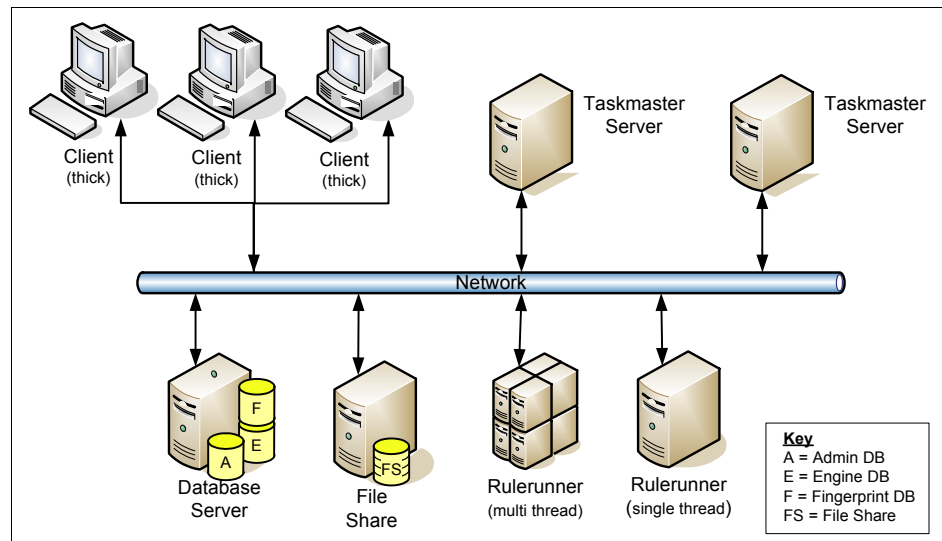 Client
(thick)
Client
(thick)
Client
(thick)
Taskmaster
Server
Taskmaster
Server
Network
F
E
A
Database
Server
FS
File
Share
Rulerunner
(multi thread)
Rulerunner
(single thread)
Key
A = Admin DB
E = Engine DB
F = Fingerprint DB
FS = File Share